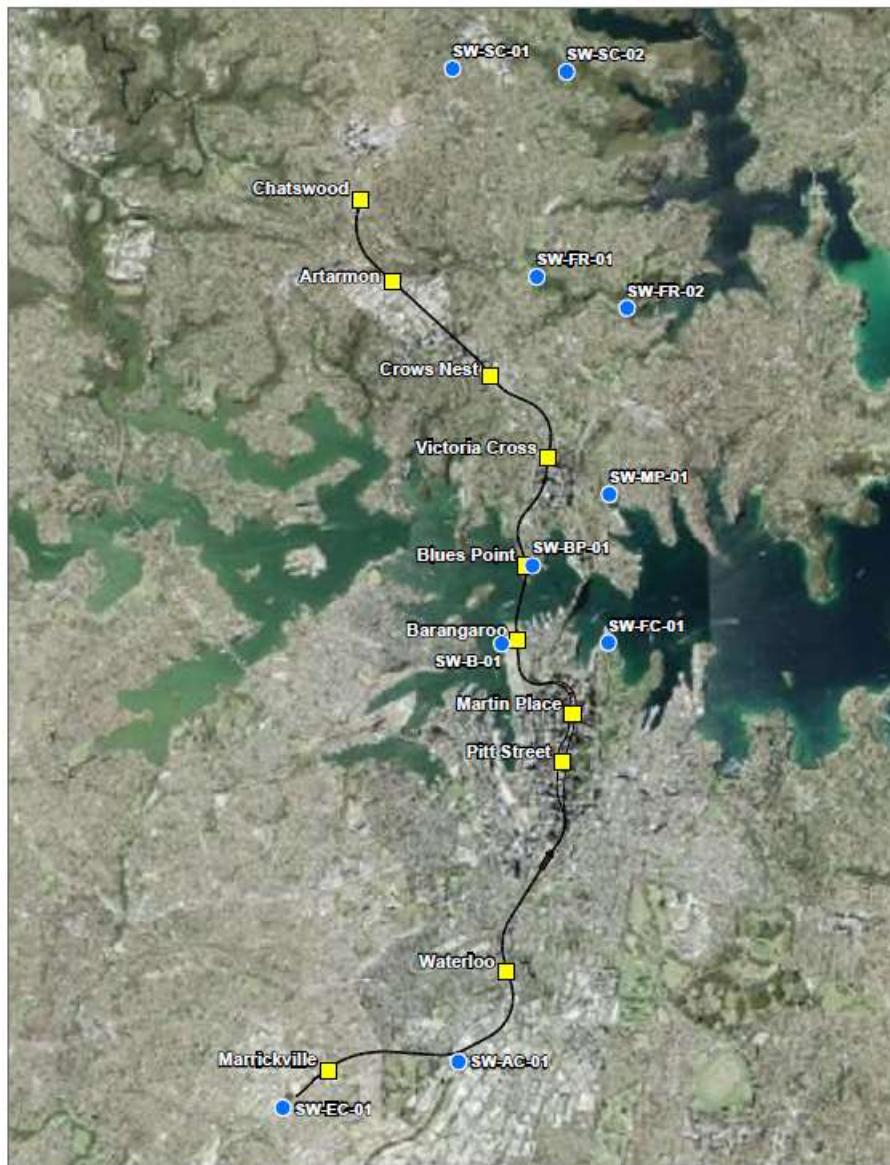 SW-SC-01
SW-SC-02
Chatswood
SW-FR-01
Artarmon
SW-FR-02
Crows Nest
Victoria Cross
SW-MP-01
Blues Point
SW-BP-01
Barangaroo
SW-FC-01
SW-B-01
Martin Place
Pitt Street
Waterloo
Marrickville
SW-AC-01
SW-EC-01